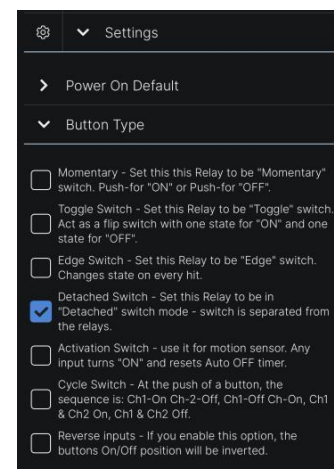 Settings
Power On Default
Button Type
Momentary - Set this this Relay to be "Momentary"
switch. Push-for "ON" or Push-for "OFF".
Toggle Switch - Set this Relay to be "Toggle" switch.
Act as a flip switch with one state for "ON" and one
state for "OFF".
Edge Switch - Set this Relay to be "Edge" switch.
Changes state on every hit.
Detached Switch - Set this Relay to be in
"Detached" switch mode - switch is separated from
the relays.
Activation Switch - use it for motion sensor. Any
input turns "ON" and resets Auto OFF timer.
Cycle Switch - At the push of a button, the
sequence is: Ch1-On Ch-2-Off, Ch1-Off Ch-On, Ch1
& Ch2 On, Ch1 & Ch2 Off.
Reverse inputs - If you enable this option, the
buttons On/Off position will be inverted.